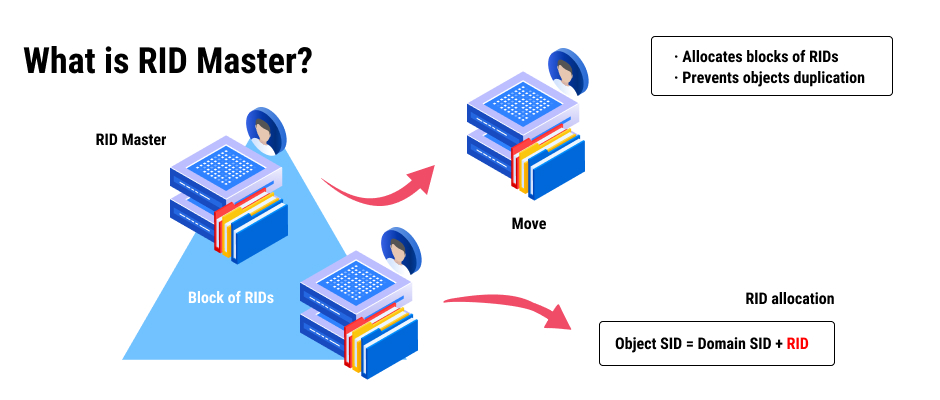 What is RID Master?
· Allocates blocks of RIDs
· Prevents objects duplication
RID Master
Move
Block of RIDs
RID allocation
Object SID = Domain SID + RID